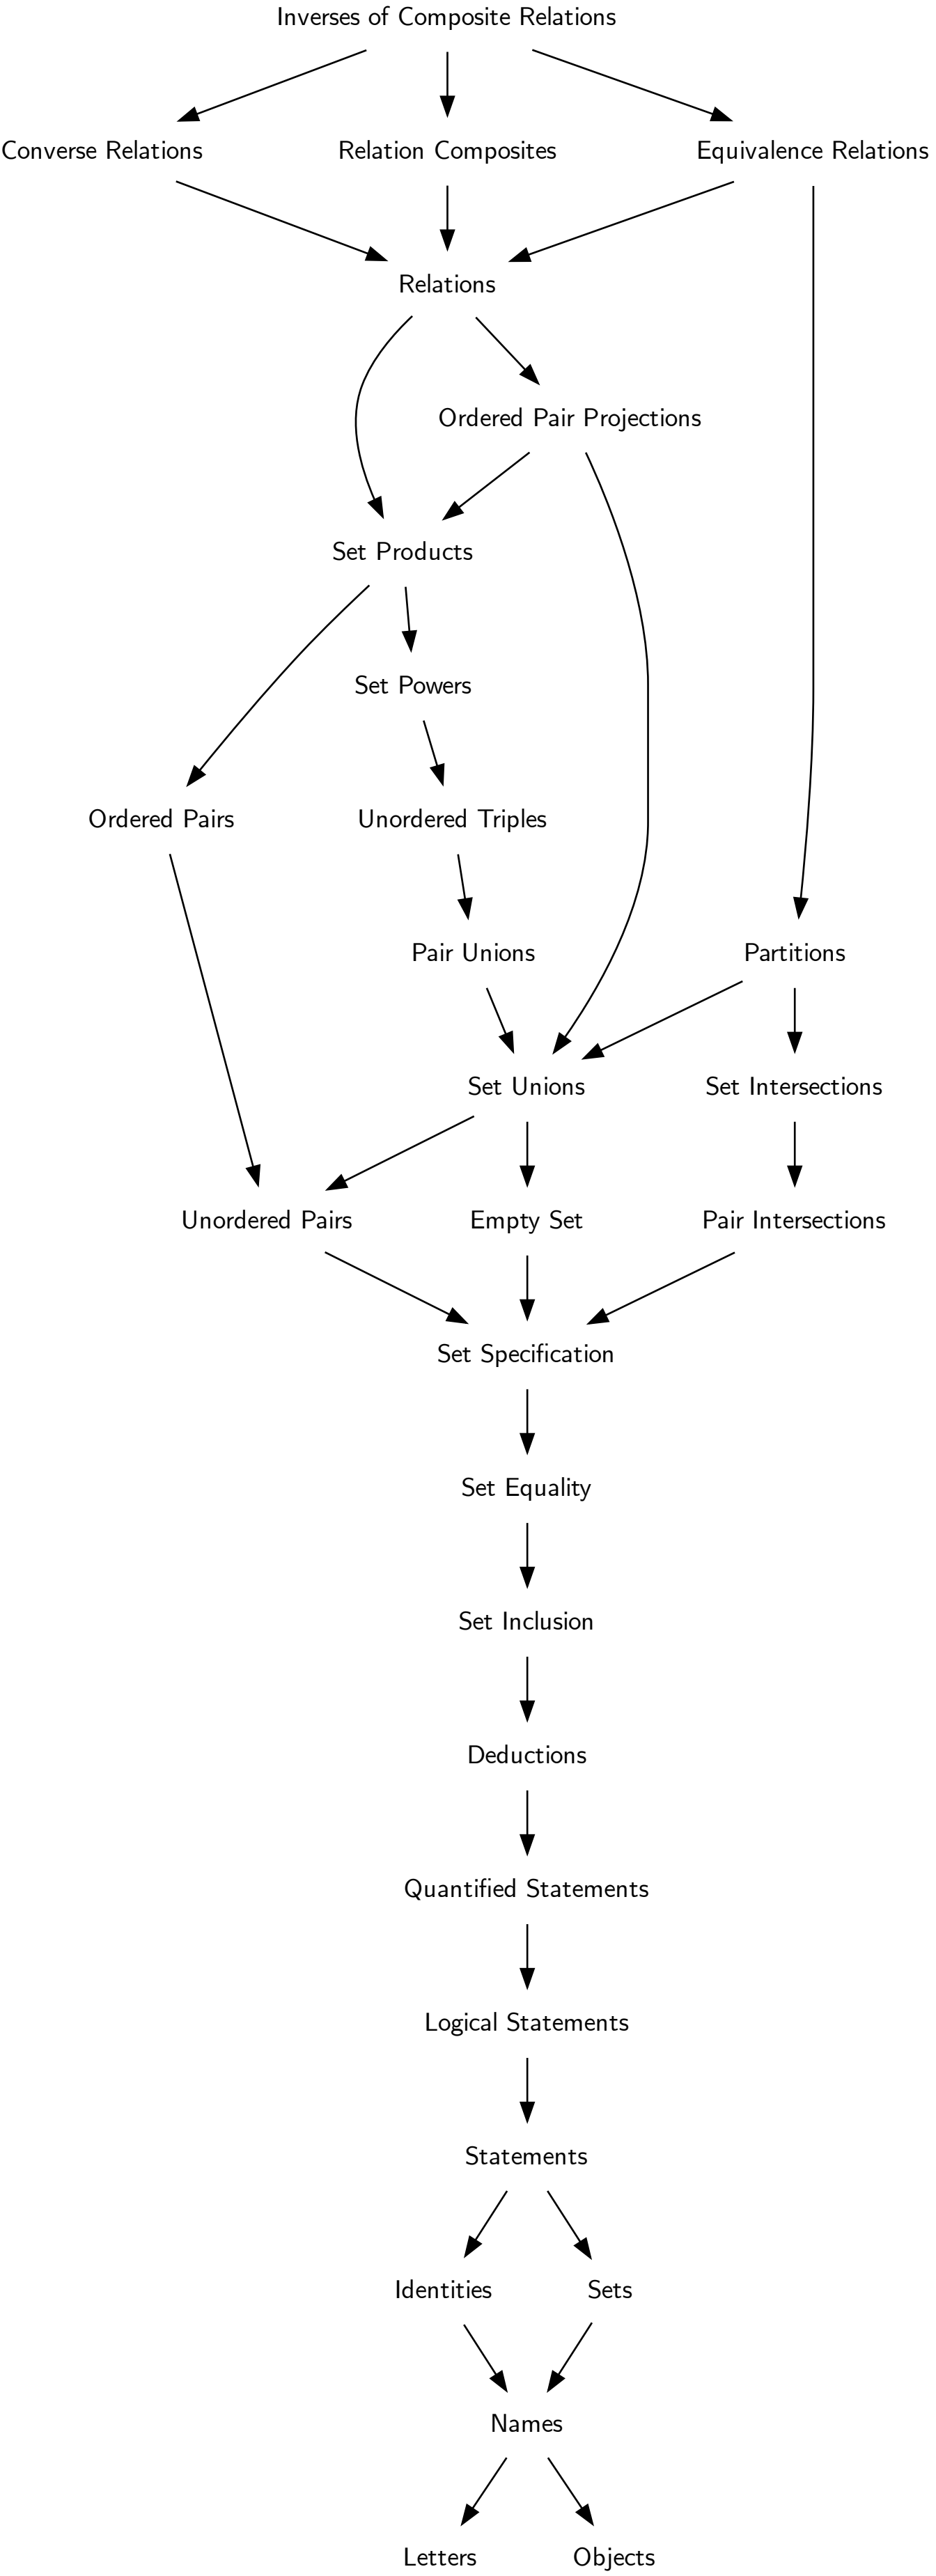 Inverses of Composite Relations
Converse Relations
Relation Composites
Equivalence Relations
Relations
Ordered Pair Projections
Set Products
Set Powers
Ordered Pairs
Unordered Triples
Pair Unions
Partitions
Set Unions
Set Intersections
Unordered Pairs
Empty Set
Pair Intersections
Set Specification
Set Equality
Set Inclusion
Deductions
Quantified Statements
Logical Statements
Statements
Identities
Sets
Names
Letters
Objects